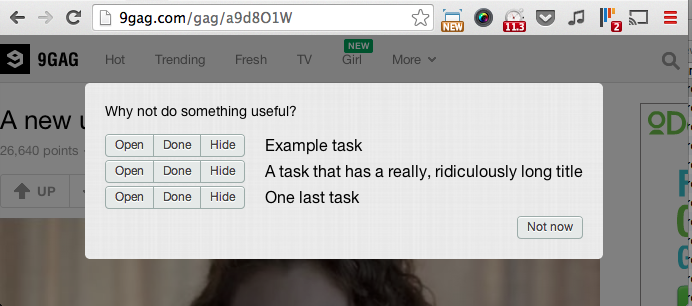 9gag.com/gag/a9d8O1W
NEW
11.3
2
9GAG
Hot
Trending
Fresh
TV
Girl
NEW
More
A new u
26,640 points
UP
Why not do something useful?
Open Done Hide Example task
Open Done Hide A task that has a really, ridiculously long title
Open Done Hide One last task
Not now